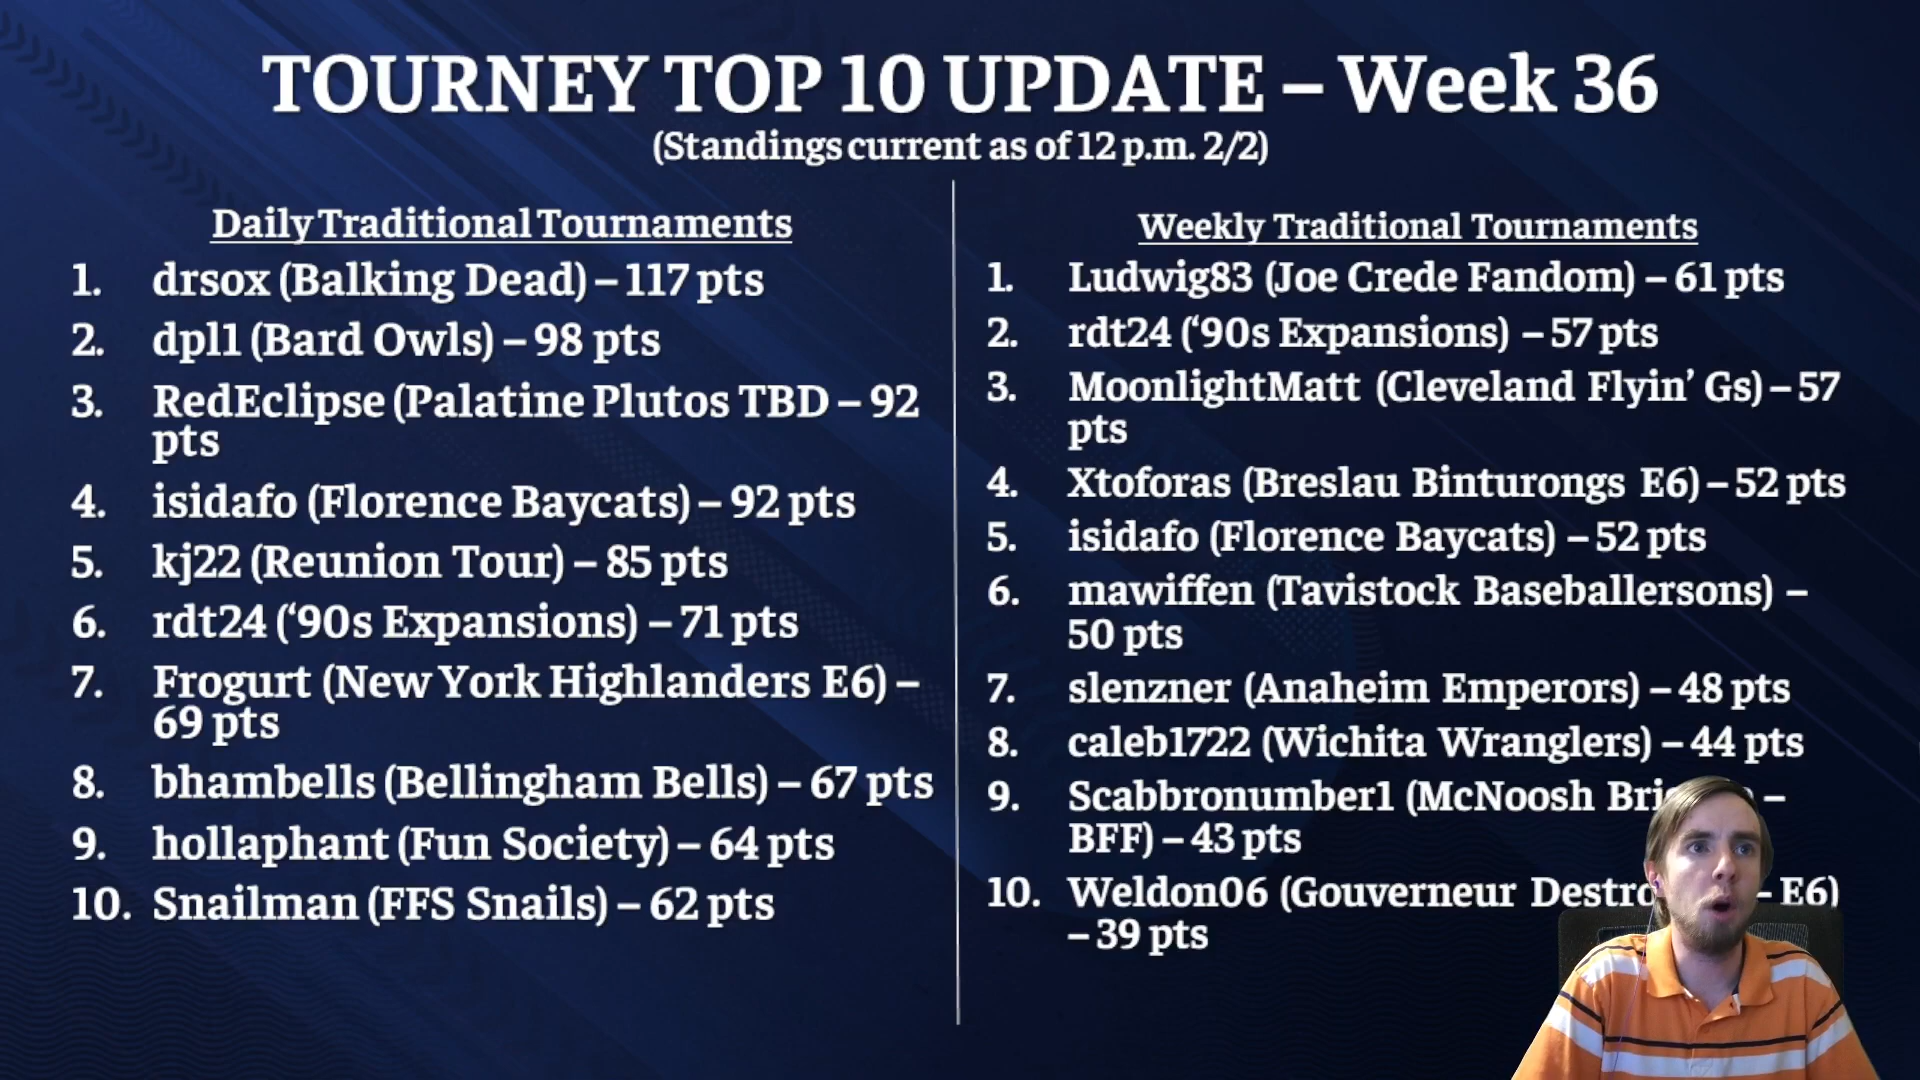 TOURNEY TOP 10 UPDATE – Week 36
(Standings current as of 12 p.m. 2/2)
Daily Traditional Tournaments
1. drsox (Balking Dead) – 117 pts
2. dpl1 (Bard Owls) – 98 pts
3. RedEclipse (Palatine Plutos TBD – 92
pts
4. isidafo (Florence Baycats) – 92 pts
5. kj22 (Reunion Tour) – 85 pts
6. rdt24 (‘90s Expansions) – 71 pts
7. Frogurt (New York Highlanders E6) –
69 pts
8. bhambells (Bellingham Bells) – 67 pts
9. hollaphant (Fun Society) – 64 pts
10. Snailman (FFS Snails) – 62 pts
Weekly Traditional Tournaments
1. Ludwig83 (Joe Crede Fandom) – 61 pts
2. rdt24 (‘90s Expansions) – 57 pts
3. MoonlightMatt (Cleveland Flyin’ Gs) – 57
pts
4. Xtoforas (Breslau Binturongs E6) – 52 pts
5. isidafo (Florence Baycats) – 52 pts
6. mawiffen (Tavistock Baseballersons) –
50 pts
7. slenzner (Anaheim Emperors) – 48 pts
8. caleb1722 (Wichita Wranglers) – 44 pts
9. Scabbronumber1 (McNoosh –
BFF) – 43 pts
10. Weldon06 (Gouverneur – E6)
– 39 pts